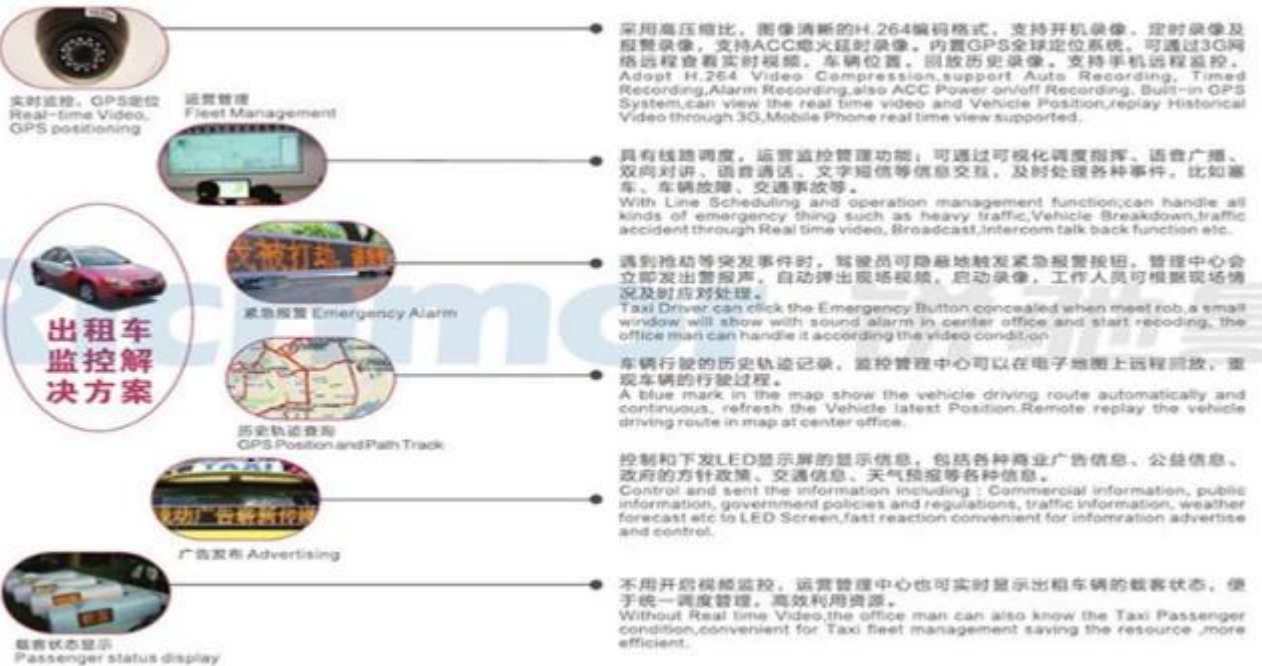 采用高压缩比，图像清晰的H.264编码格式，支持开机录像、定时录像及
报警录像，支持ACC熄火延时录像。内置GPS全球定位系统，可通过3G网
络远程查看实时视频，车辆位置，回放历史录像。支持手机远程监控。
Adopt H.264 Video Compression,support Auto Recording, Timed
Recording,Alarm Recording,also ACC Power on/off Recording. Built-in GPS
System,can view the real time video and Vehicle Position,replay Historical
Video through 3G,Mobile Phone real time view supported.
实时监控，GPS定位
Real-time Video,
GPS positioning
运营管理
Fleet Management
具有线路调度，运营监控管理功能；可通过可视化调度指挥、语音广播、
双向对讲、语音通话、文字短信等信息交互，及时处理各种事件，比如塞
车、车辆故障、交通事故等。
With Line Scheduling and operation management function;can handle all
kinds of emergency thing such as heavy traffic,Vehicle Breakdown,traffic
accident through Real time video, Broadcast,Intercom talk back function etc.
出租车
监控解
决方案
被打劫
遇到抢劫等突发事件时，驾驶员可隐蔽地触发紧急报警按钮，管理中心会
立即发出警报声，自动弹出现场视频，启动录像，工作人员可根据现场情
况及时应对处理。
Taxi Driver can click the Emergency Button concealed when meet rob,a small
window will show with sound alarm in center office and start recoding, the
office man can handle it according the video condition
紧急报警 Emergency Alarm
车辆行驶的历史轨迹记录，监控管理中心可以在电子地图上远程回放，重
现车辆的行驶过程。
A blue mark in the map show the vehicle driving route automatically and
continuous, refresh the Vehicle latest Position.Remote replay the vehicle
driving route in map at center office.
历史轨迹查询
GPS Position and Path Track
控制和下发LED显示屏的显示信息，包括各种商业广告信息、公益信息、
政府的方针政策、交通信息、天气预报等各种信息。
Control and sent the information including : Commercial information, public
information, government policies and regulations, traffic information, weather
forecast etc to LED Screen,fast reaction convenient for infomration advertise
and control.
TAXI
广告发布 Advertising
不用开启视频监控，运营管理中心也可实时显示出租车辆的载客状态，便
于统一调度管理，高效利用资源。
Without Real time Video,the office man can also know the Taxi Passenger
condition,convenient for Taxi fleet management saving the resource ,more
efficient.
载客状态显示
Passenger status display